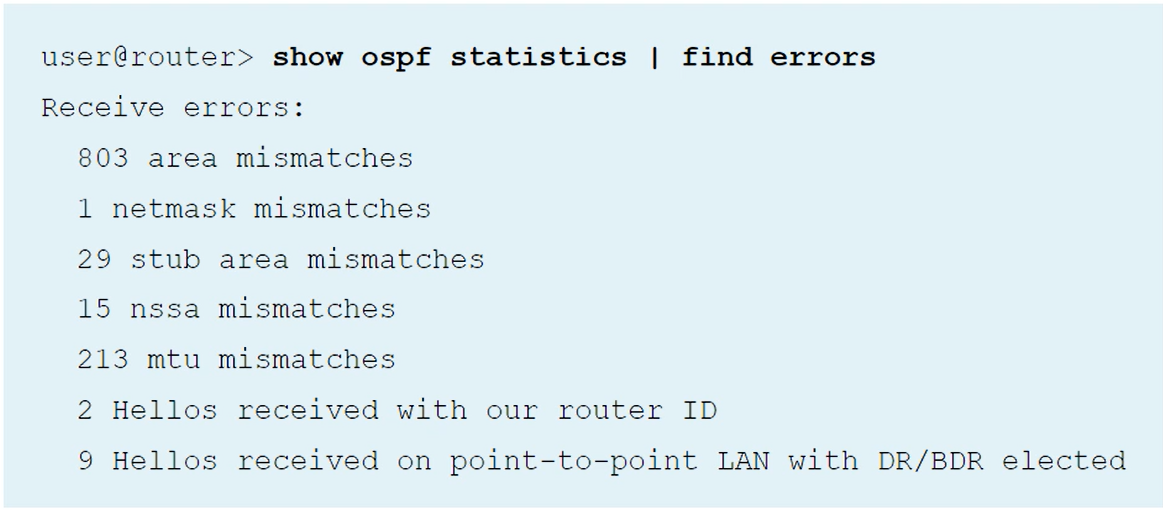 user@router> show ospf statistics | find errors
Receive errors:
803 area mismatches
1 netmask mismatches
29 stub area mismatches
15 nssa mismatches
213 mtu mismatches
2 Hellos received with our router ID
9 Hellos received on point-to-point LAN with DR/BDR elected